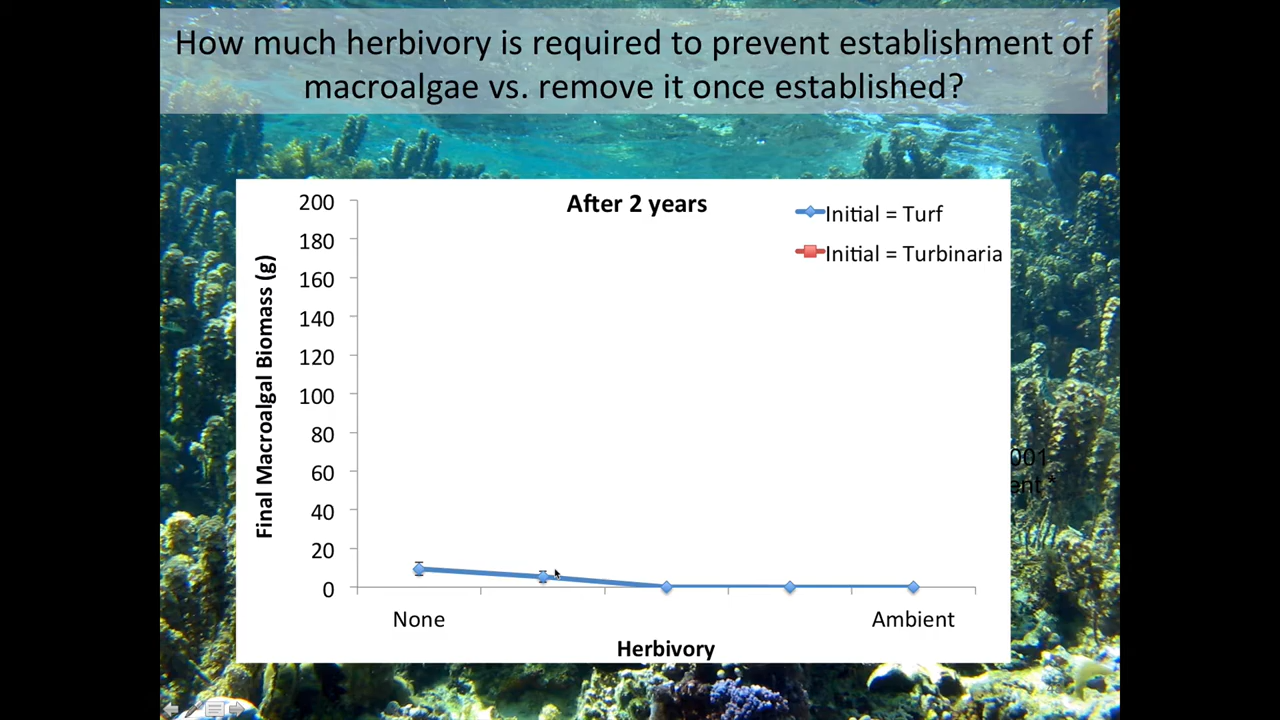 How much herbivory is required to prevent establishment of
macroalgae vs. remove it once established?
After 2 years
Initial = Turf
Initial = Turbinaria
Final Macroalgal Biomass (g)
200
180
160
140
120
100
80
60
40
20
0
None
Ambient
Herbivory
001
ent *